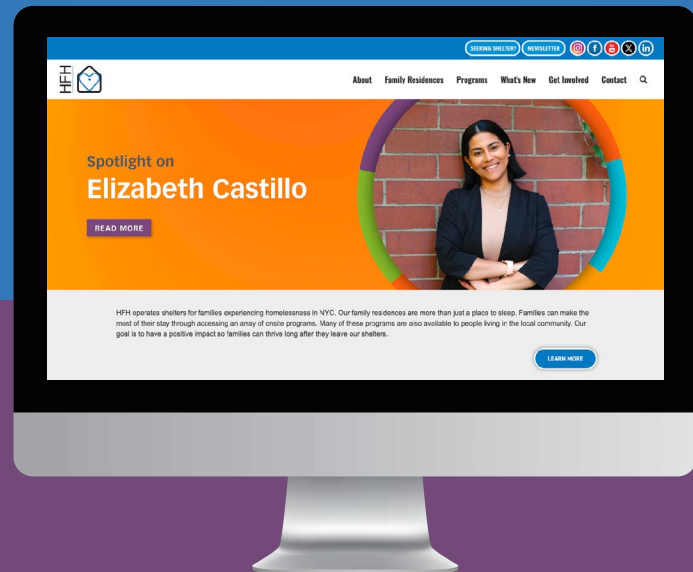 SEEKING SHELTER? NEWSLETTER
HFH
About Family Residences Programs What's New Get Involved Contact
Spotlight on
Elizabeth Castillo
READ MORE
HFH operates shelters for families experiencing homelessness in NYC. Our family residences are more than just a place to sleep. Families can make the
most of their stay through accessing an array of onsite programs. Many of these programs are also available to people living in the local community. Our
goal is to have a positive impact so families can thrive long after they leave our shelters.
LEARN MORE